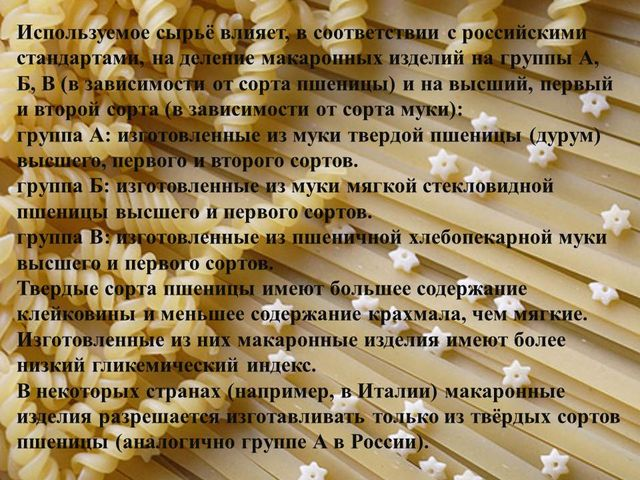 Используемое сырьё влияет, в соответствии с российскими
стандартами, на деление макаронных изделий на группы А,
Б, В (в зависимости от сорта пшеницы) и на высший, первый
и второй сорта (в зависимости от сорта муки):
группа А: изготовленные из муки твердой пшеницы (дурум)
высшего, первого и второго сортов.
группа Б: изготовленные из муки мягкой стекловидной
пшеницы высшего и первого сортов.
группа В: изготовленные из пшеничной хлебопекарной муки
высшего и первого сортов.
Твердые сорта пшеницы имеют большее содержание
клейковины и меньшее содержание крахмала, чем мягкие.
Изготовленные из них макаронные изделия имеют более
низкий гликемический индекс.
В некоторых странах (например, в Италии) макаронные
изделия разрешается изготавливать только из твёрдых сортов
пшеницы (аналогично группе А в России).